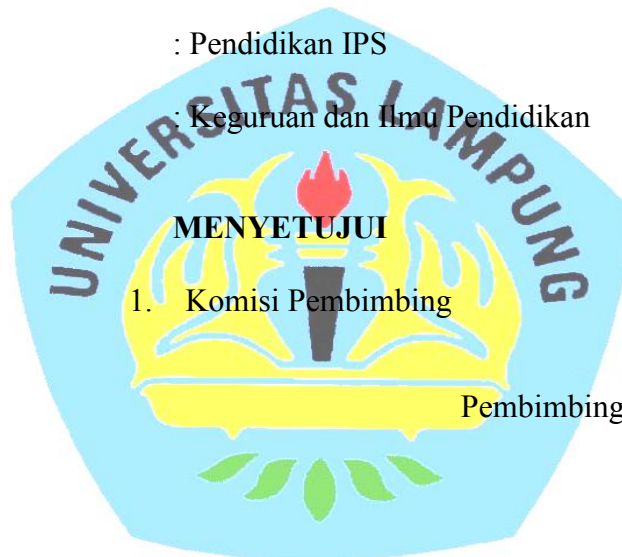 : Pendidikan IPS
UNIVERSITAS LAMPUNG
: Keguruan dan Ilmu Pendidikan
MENYETUJUI
1. Komisi Pembimbing
Pembimbing